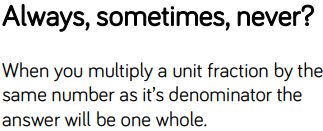 Always, sometimes, never?
When you multiply a unit fraction by the
same number as it's denominator the
answer will be one whole.